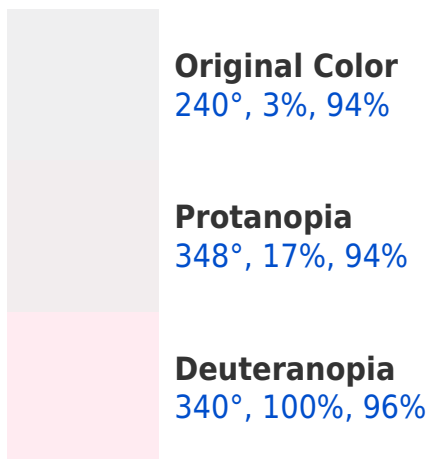 Original Color
240°, 3%, 94%
Protanopia
348°, 17%, 94%
Deuteranopia
340°, 100%, 96%